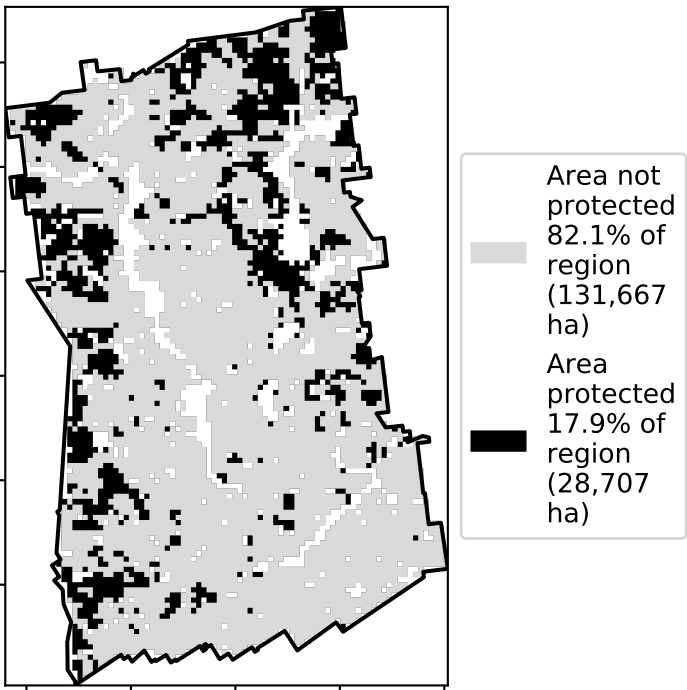 Area not
protected
82.1% of
region
(131,667
ha)
Area
protected
17.9% of
region
(28,707
ha)